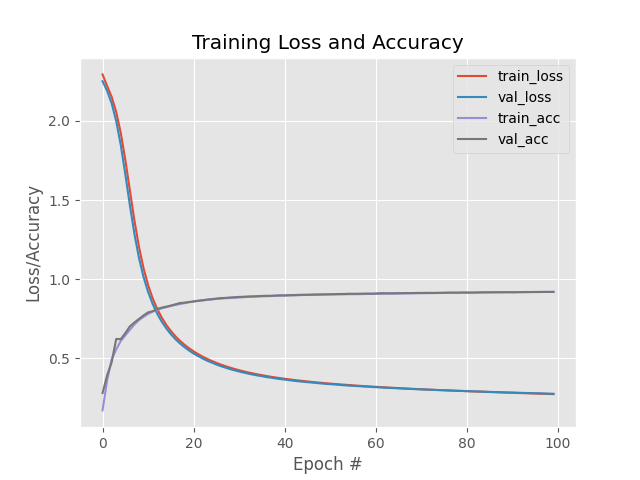 Training Loss and Accuracy
train_loss
val_loss
train_acc
val_acc
Loss/Accuracy
2.0
1.5
1.0
0.5
0 20 40 60 80 100
Epoch #